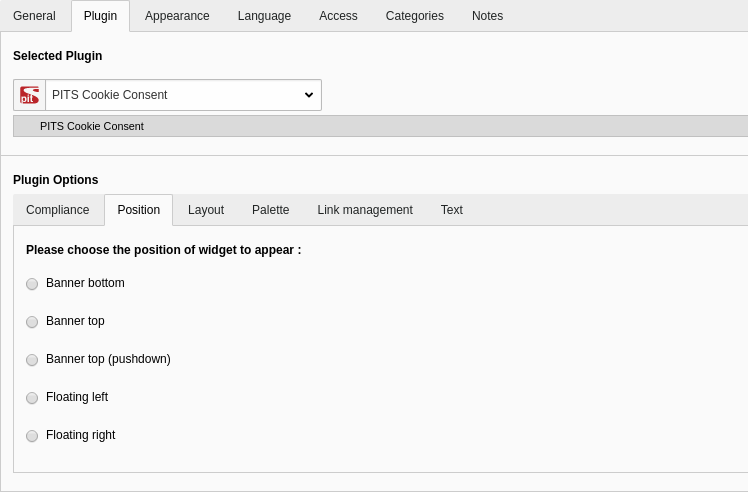 General Plugin Appearance Language Access Categories Notes
Selected Plugin
pit PITS Cookie Consent
PITS Cookie Consent
Plugin Options
Compliance Position Layout Palette Link management Text
Please choose the position of widget to appear :
Banner bottom
Banner top
Banner top (pushdown)
Floating left
Floating right